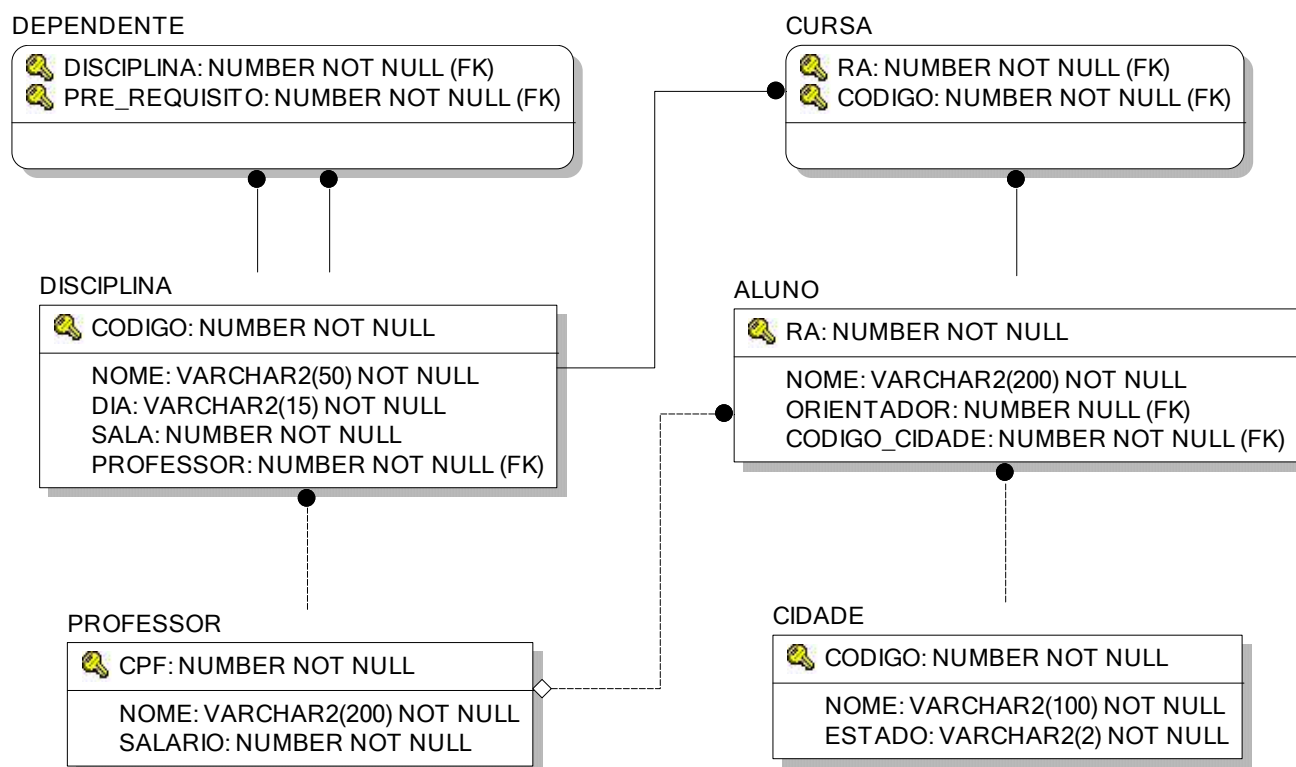 DEPENDENTE
DISCIPLINA: NUMBER NOT NULL (FK)
PRE_REQUISITO: NUMBER NOT NULL (FK)
CURSA
RA: NUMBER NOT NULL (FK)
CODIGO: NUMBER NOT NULL (FK)
DISCIPLINA
CODIGO: NUMBER NOT NULL
NOME: VARCHAR2(50) NOT NULL
DIA: VARCHAR2(15) NOT NULL
SALA: NUMBER NOT NULL
PROFESSOR: NUMBER NOT NULL (FK)
ALUNO
RA: NUMBER NOT NULL
NOME: VARCHAR2(200) NOT NULL
ORIENTADOR: NUMBER NULL (FK)
CODIGO_CIDADE: NUMBER NOT NULL (FK)
PROFESSOR
CPF: NUMBER NOT NULL
NOME: VARCHAR2(200) NOT NULL
SALARIO: NUMBER NOT NULL
CIDADE
CODIGO: NUMBER NOT NULL
NOME: VARCHAR2(100) NOT NULL
ESTADO: VARCHAR2(2) NOT NULL